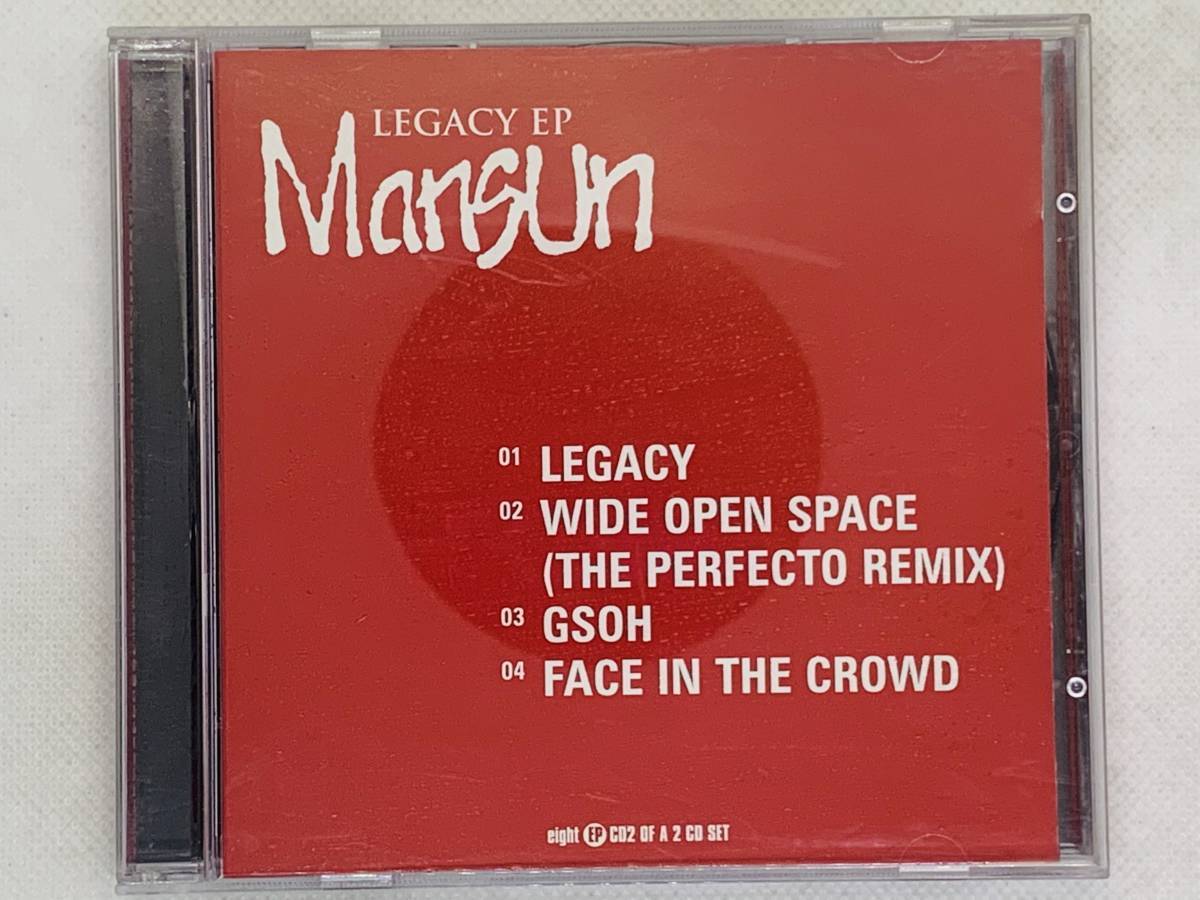 LEGACY EP
Mansun
01 LEGACY
02 WIDE OPEN SPACE
(THE PERFECTO REMIX)
03 GSOH
04 FACE IN THE CROWD
eight EP CD2 OF A 2 CD SET